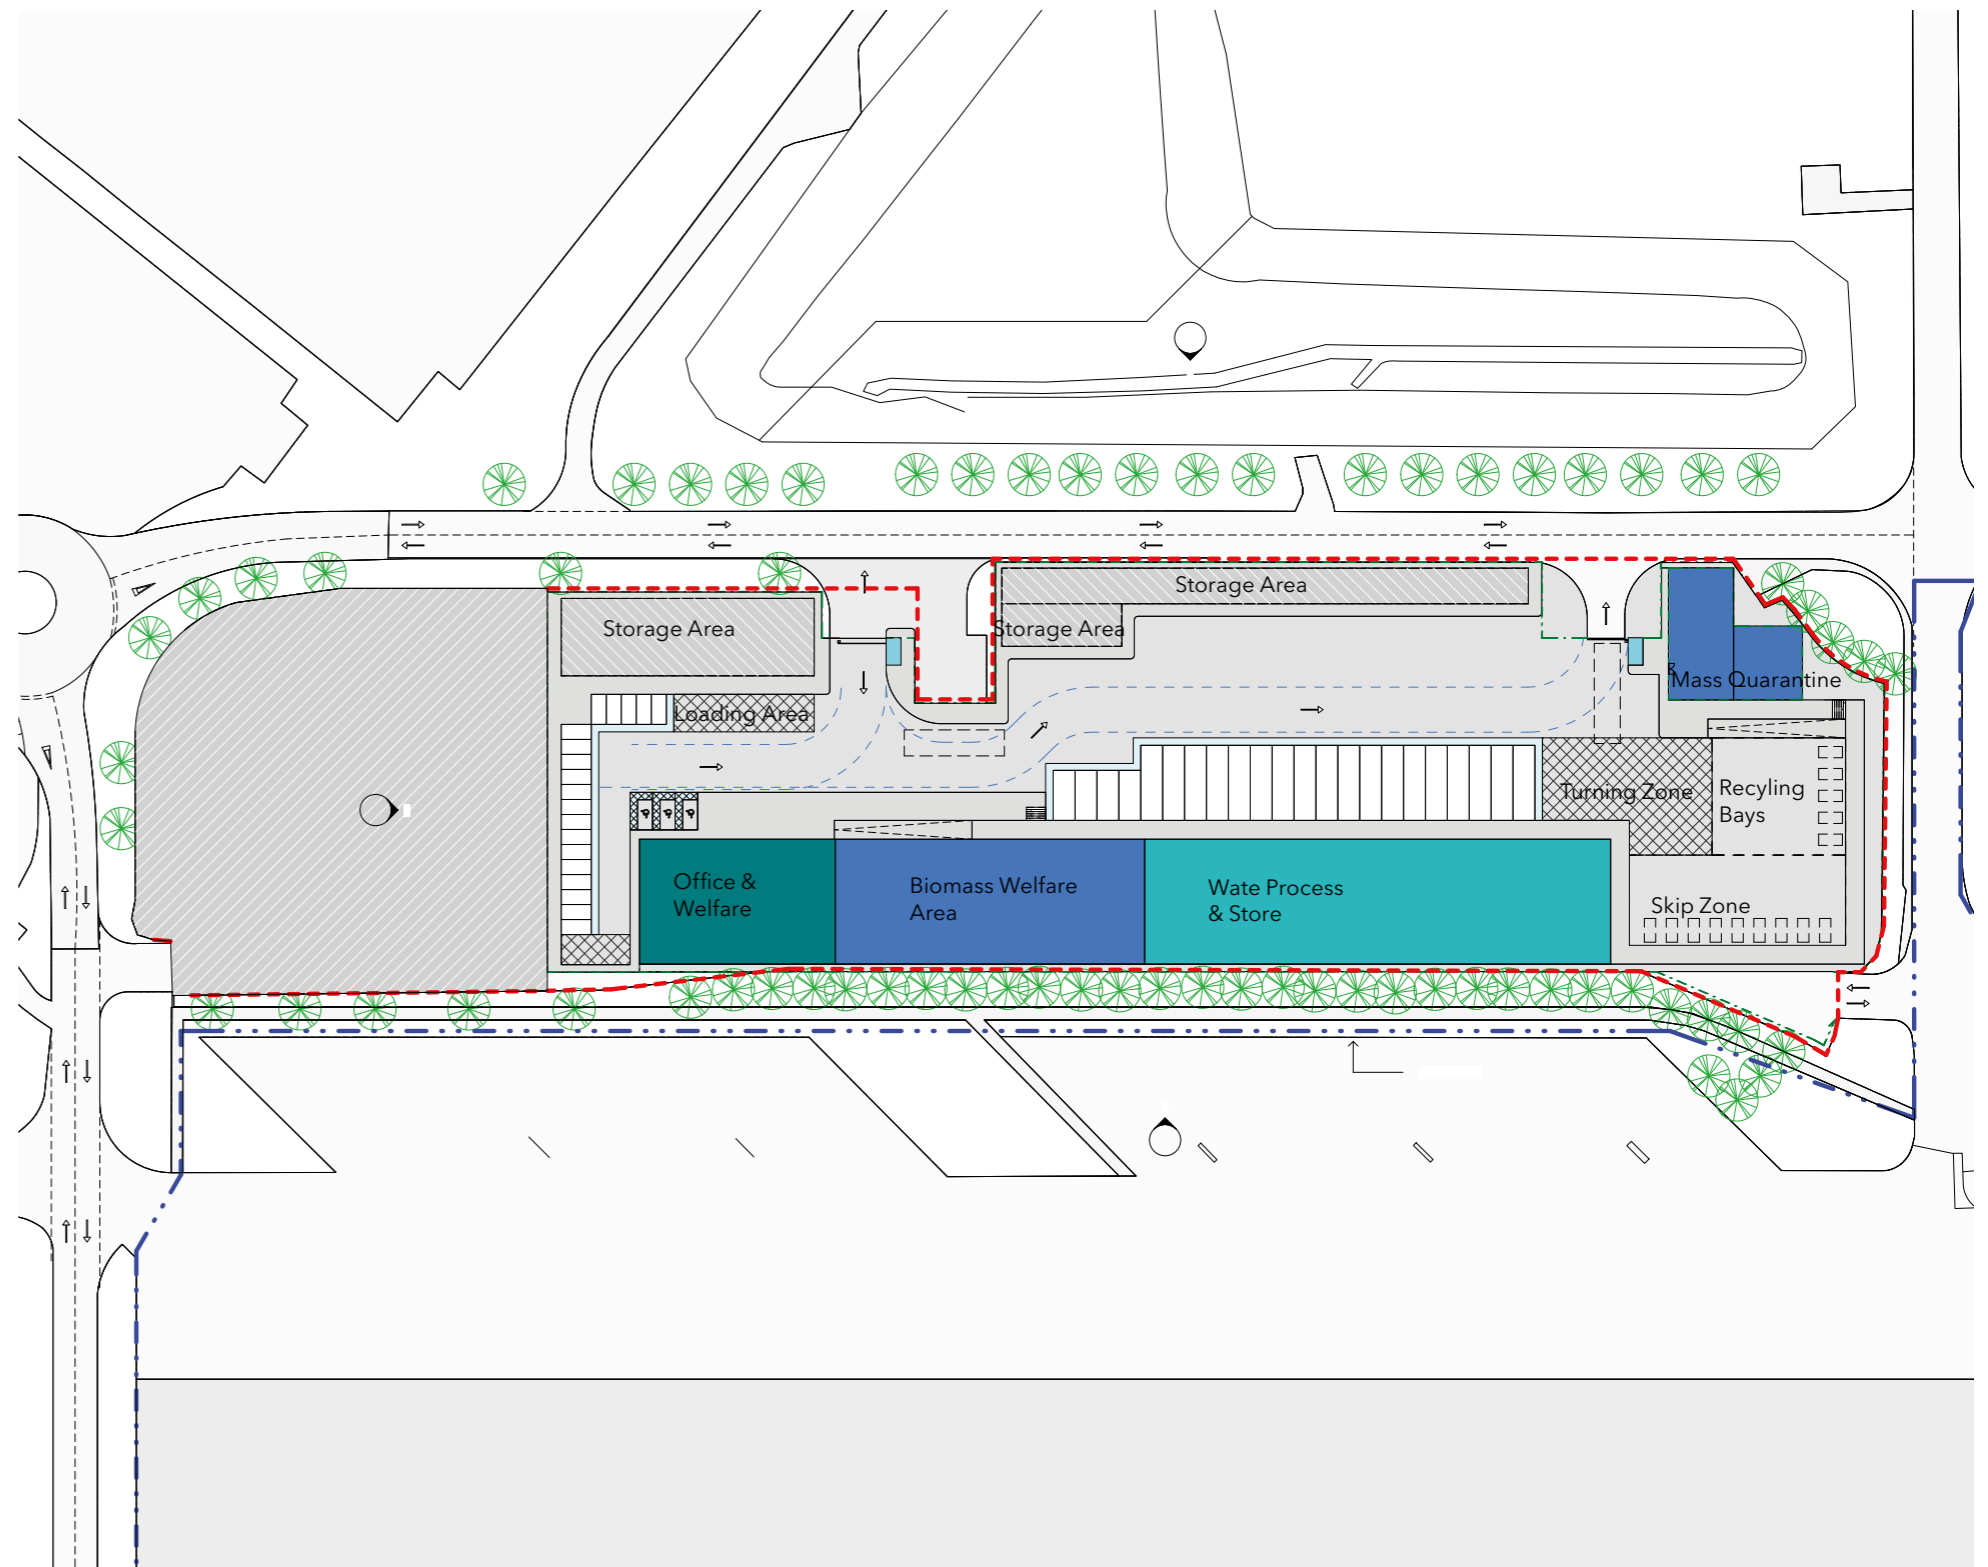 Storage Area
Storage Area
Storage Area
Mass Quarantine
Loading Area
Turning Zone
Recyling
Bays
Office &
Welfare
Biomass Welfare
Area
Wate Process
& Store
Skip Zone